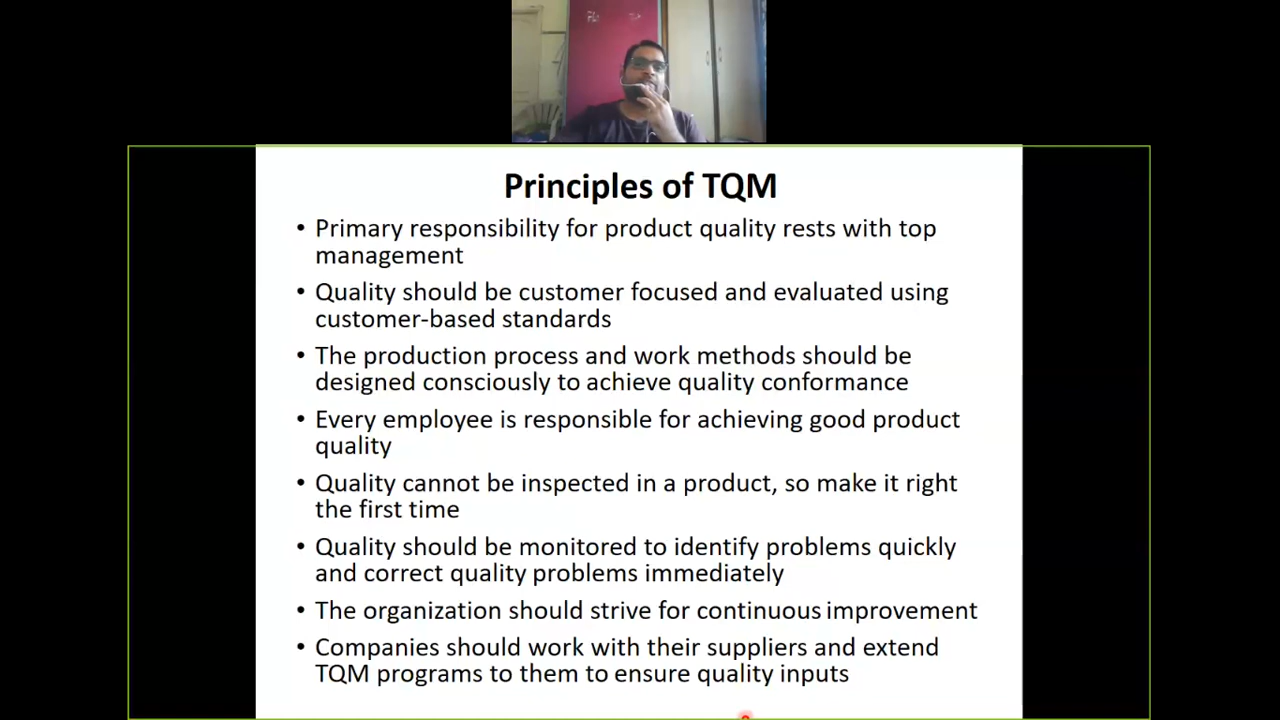 Principles of TQM
• Primary responsibility for product quality rests with top
management
• Quality should be customer focused and evaluated using
customer-based standards
• The production process and work methods should be
designed consciously to achieve quality conformance
• Every employee is responsible for achieving good product
quality
• Quality cannot be inspected in a product, so make it right
the first time
• Quality should be monitored to identify problems quickly
and correct quality problems immediately
• The organization should strive for continuous improvement
• Companies should work with their suppliers and extend
TQM programs to them to ensure quality inputs